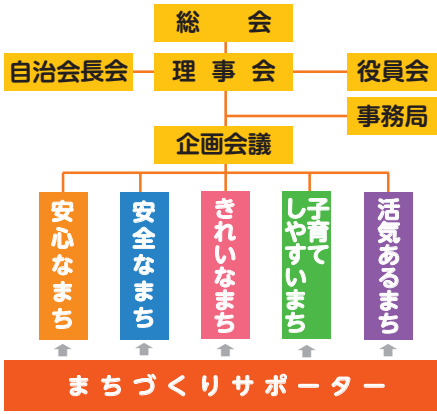 総会
自治会長会
理事会
役員会
事務局
企画会議
安心なまち
安全なまち
きれいなまち
子育て
しやすいまち
活気あるまち
まちづくりサポーター